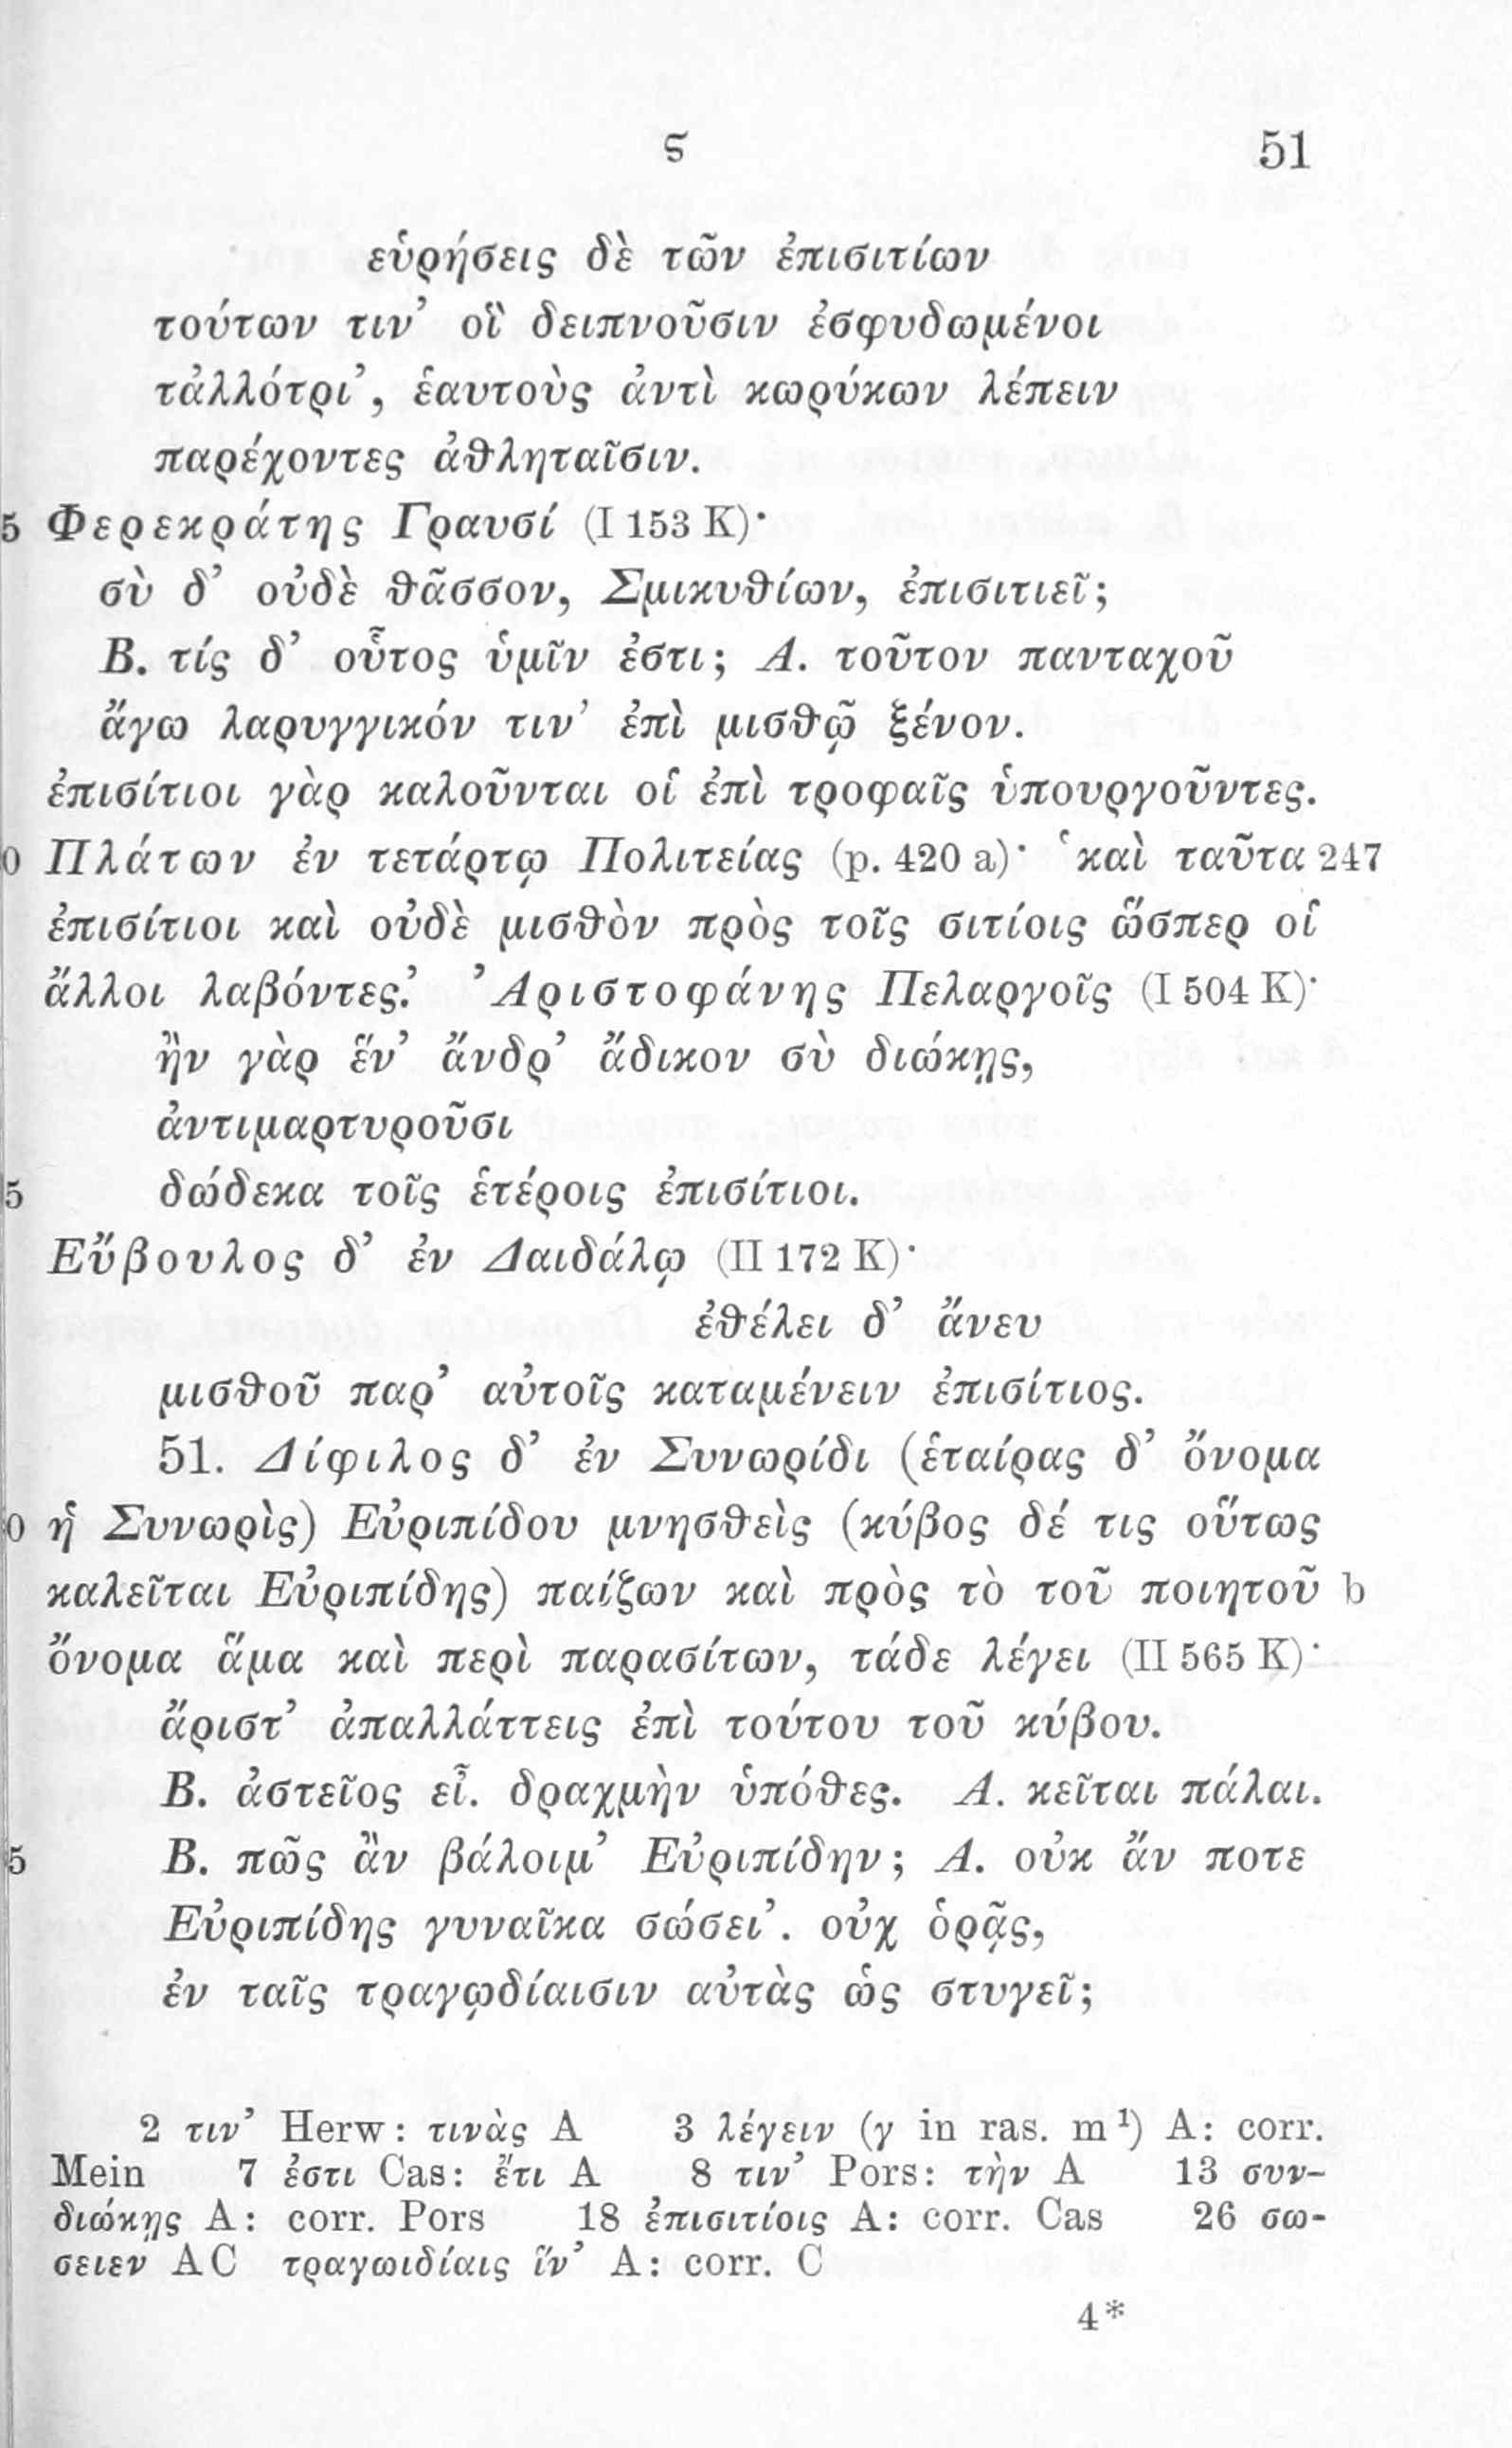 ϛ 51
εὑρήσεις δὲ τῶν ἐπισιτίων
τούτων τιν’ οἳ δειπνοῦσιν ἐσφυδωμένοι
τἀλλότρι’, ἑαυτοὺς ἀντὶ κωρύκων λέπειν
παρέχοντες ἀθληταῖσιν.
5 Φερεκράτης Γραυσί (I 153 K)·
σὺ δ’ οὐδὲ θᾶσσον, Σμικυθίων, ἐπισιτιεῖ;
B. τίς δ’ οὗτος ὑμῖν ἐστι; A. τοῦτον πανταχοῦ
ἄγω λαρυγγικόν τιν’ ἐπὶ μισθῷ ξένον.
ἐπισίτιοι γὰρ καλοῦνται οἱ ἐπὶ τροφαῖς ὑπουργοῦντες.
0 Πλάτων ἐν τετάρτῳ Πολιτείας (p. 420 a)· ‘καὶ ταῦτα 247
ἐπισίτιοι καὶ οὐδὲ μισθὸν πρὸς τοῖς σιτίοις ὥσπερ οἱ
ἄλλοι λαβόντες.’ Ἀριστοφάνης Πελαργοῖς (I 504 K)·
ἢν γὰρ ἕν’ ἄνδρ’ ἄδικον σὺ διώκῃς,
ἀντιμαρτυροῦσι
5 δώδεκα τοῖς ἑτέροις ἐπισίτιοι.
Εὔβουλος δ’ ἐν Δαιδάλῳ (II 172 K)·
ἐθέλει δ’ ἄνευ
μισθοῦ παρ’ αὐτοῖς καταμένειν ἐπισίτιος.
51. Δίφιλος δ’ ἐν Συνωρίδι (ἑταίρας δ’ ὄνομα
0 ἡ Συνωρὶς) Εὐριπίδου μνησθεὶς (κύβος δέ τις οὕτως
καλεῖται Εὐριπίδης) παίζων καὶ πρὸς τὸ τοῦ ποιητοῦ b
ὄνομα ἅμα καὶ περὶ παρασίτων, τάδε λέγει (II 565 K)·
ἄριστ’ ἀπαλλάττεις ἐπὶ τούτου τοῦ κύβου.
B. ἀστεῖος εἶ. δραχμὴν ὑπόθες. A. κεῖται πάλαι.
5 B. πῶς ἂν βάλοιμ’ Εὐριπίδην; A. οὐκ ἄν ποτε
Εὐριπίδης γυναῖκα σώσει’. οὐχ ὁρᾷς,
ἐν ταῖς τραγῳδίαισιν αὐτὰς ὡς στυγεῖ;
2 τιν’ Herw: τινὰς A 3 λέγειν (γ in ras. m¹) A: corr.
Mein 7 ἐστι Cas: ἔτι A 8 τιν’ Pors: τὴν A 13 συν-
διώκῃς A: corr. Pors 18 ἐπισιτίοις A: corr. Cas 26 σω-
σειεν AC τραγωιδίαις ἵν’ A: corr. C
4*